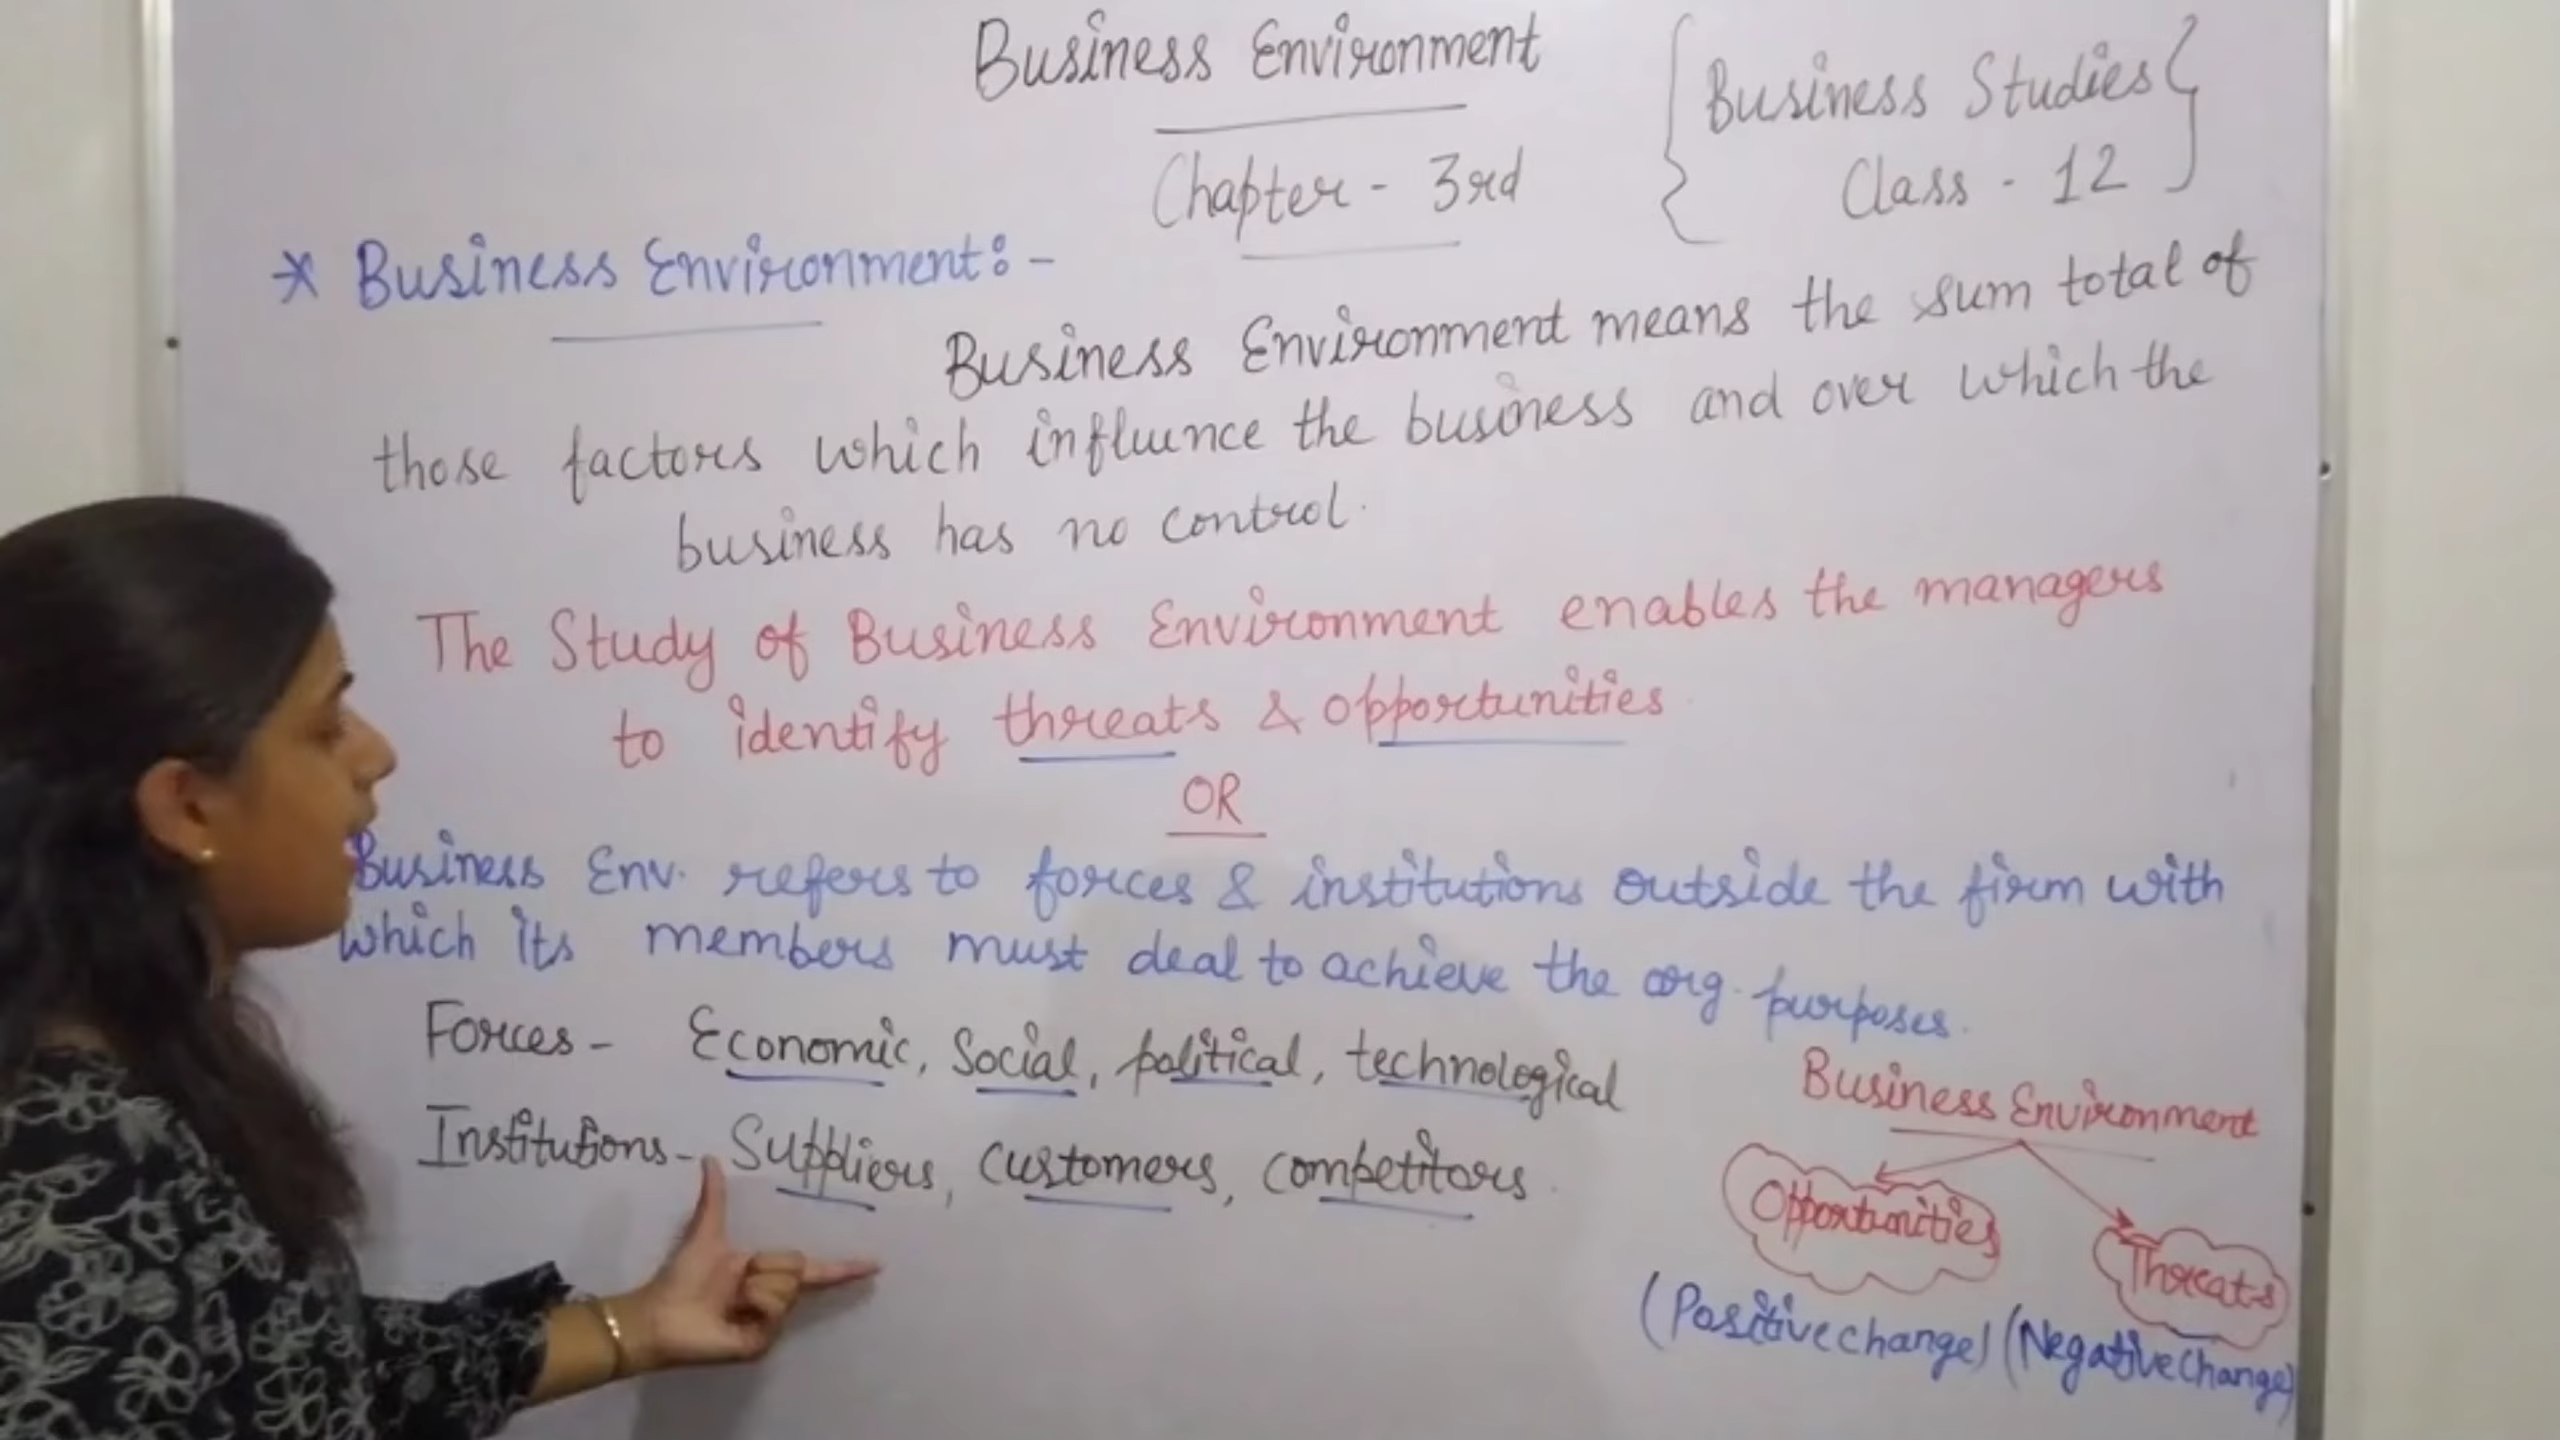 Business Environment
Chapter - 3rd
{ Business Studies }
Class - 12
* Business Environment:-
Business Environment means the sum total of
those factors which influence the business and over which the
business has no control.
The Study of Business Environment enables the managers
to identify threats & opportunities
OR
Business Env. refers to forces & institutions outside the firm with
which its members must deal to achieve the org. purposes.
Forces - Economic, Social, political, technological
Institutions - Suppliers, Customers, Competitors.
Business Environment
Opportunities
Threats
(Positive change) (Negative change)